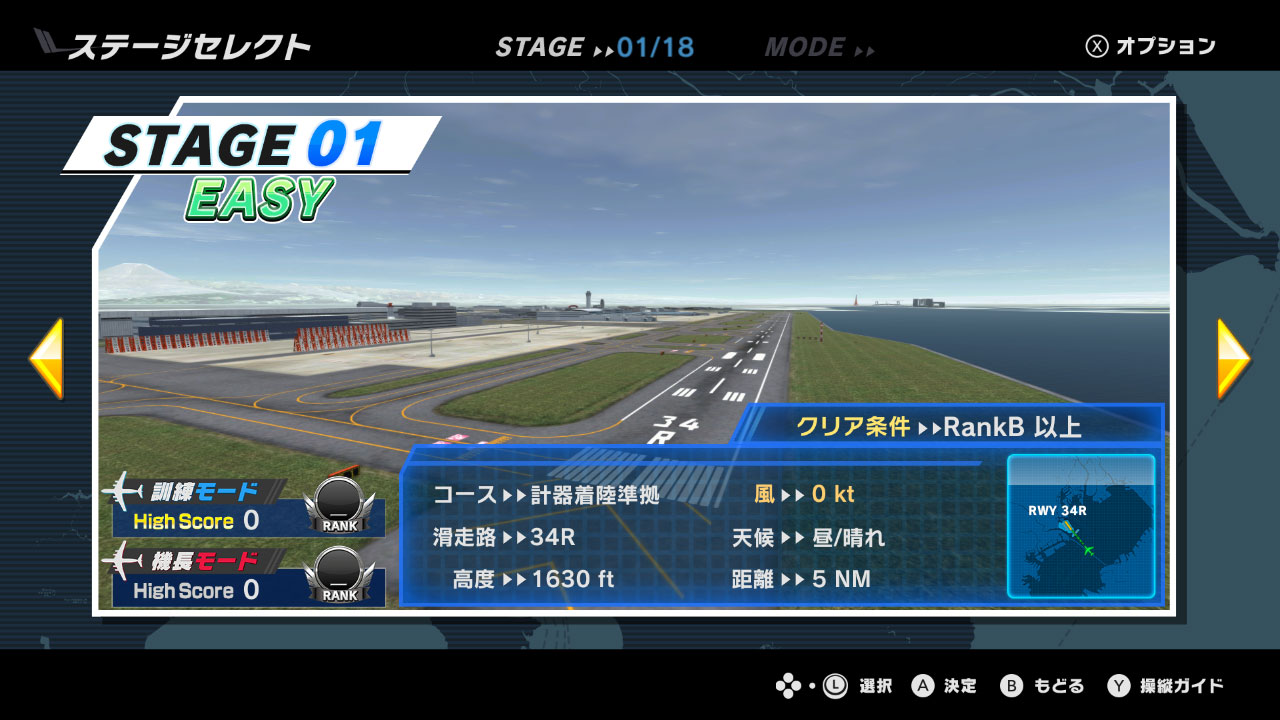 ステージセレクト STAGE 01/18 MODE Ⓧ オプション
STAGE 01
EASY
34
R
クリア条件 RankB 以上
コース 計器着陸準拠 風 0 kt
滑走路 34R 天候 昼/晴れ
高度 1630 ft 距離 5 NM
RWY 34R
訓練モード
High Score 0 RANK
機長モード
High Score 0 RANK
Ⓛ 選択 Ⓐ 決定 Ⓑ もどる Ⓨ 操縦ガイド